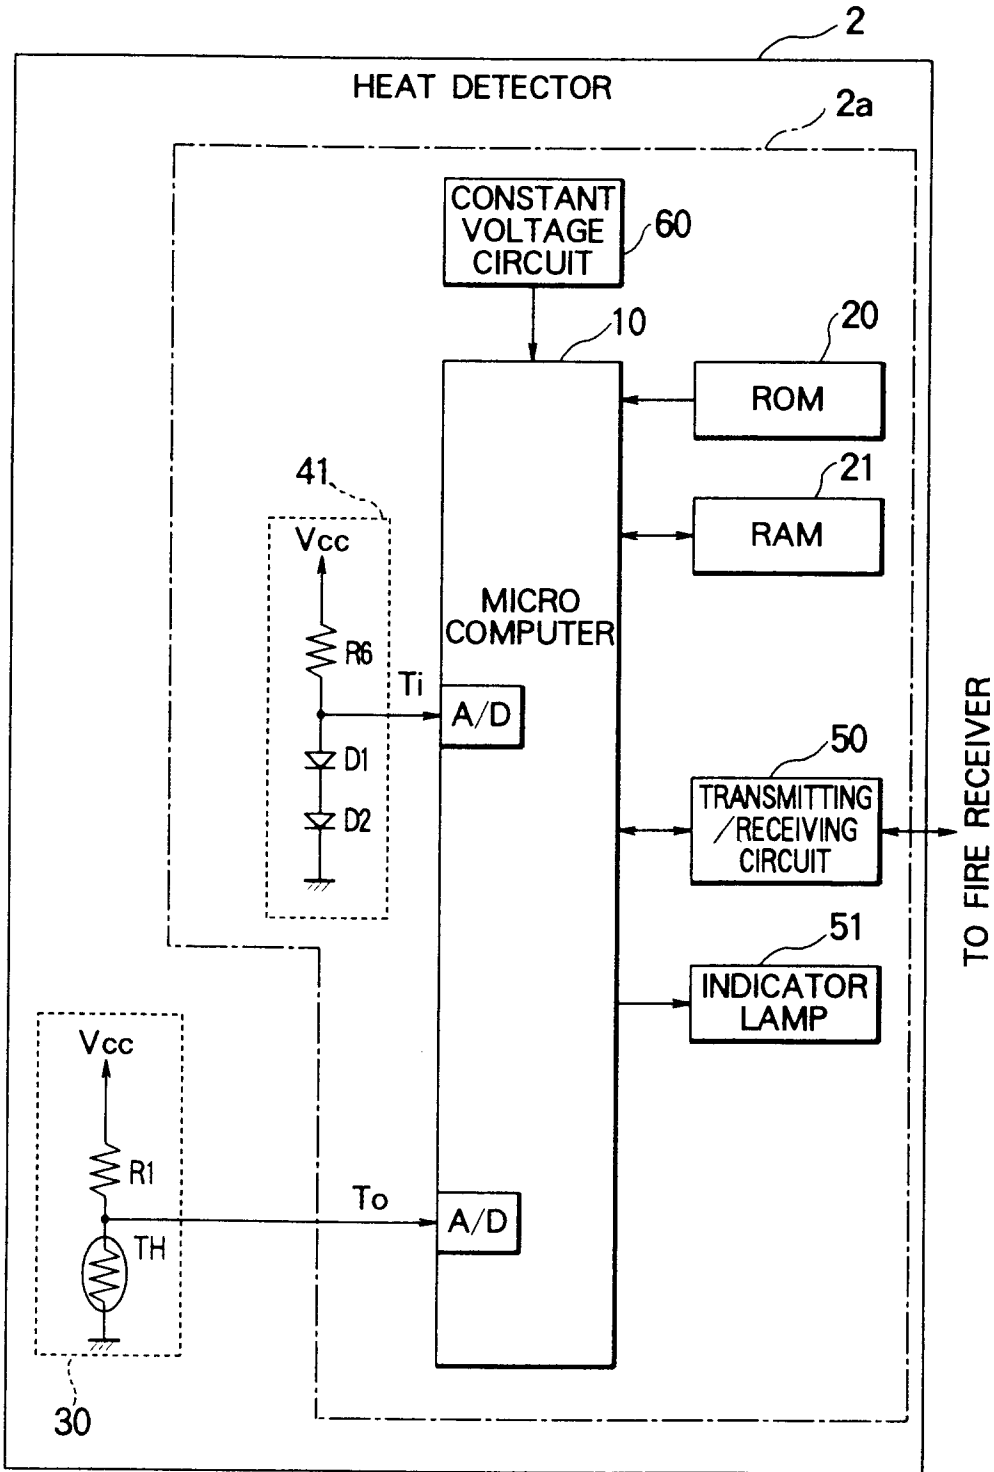 2
HEAT DETECTOR
2a
CONSTANT
VOLTAGE
CIRCUIT
60
10
20
ROM
41
21
Vcc
RAM
MICRO
COMPUTER
R6
Ti
A/D
D1
D2
50
TRANSMITTING
/RECEIVING
CIRCUIT
TO FIRE RECEIVER
51
INDICATOR
LAMP
Vcc
R1
To
A/D
TH
30